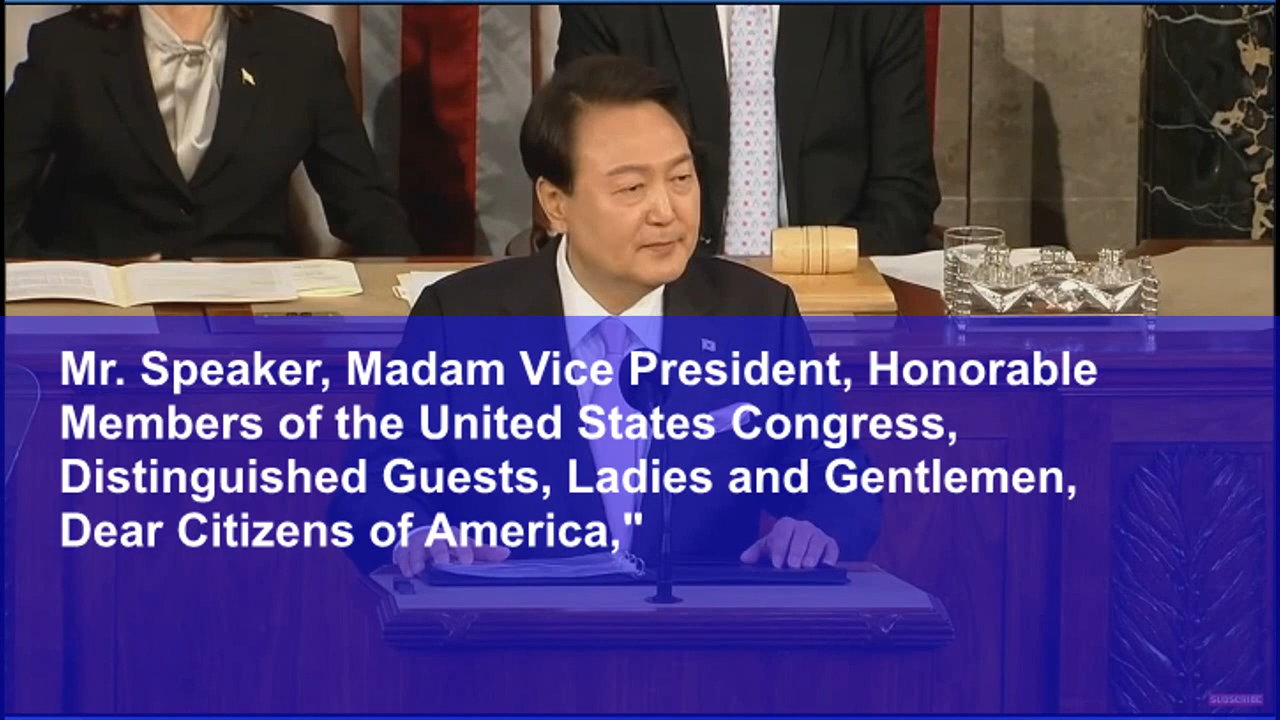 Mr. Speaker, Madam Vice President, Honorable
Members of the United States Congress,
Distinguished Guests, Ladies and Gentlemen,
Dear Citizens of America,"
SUBSCRIBE